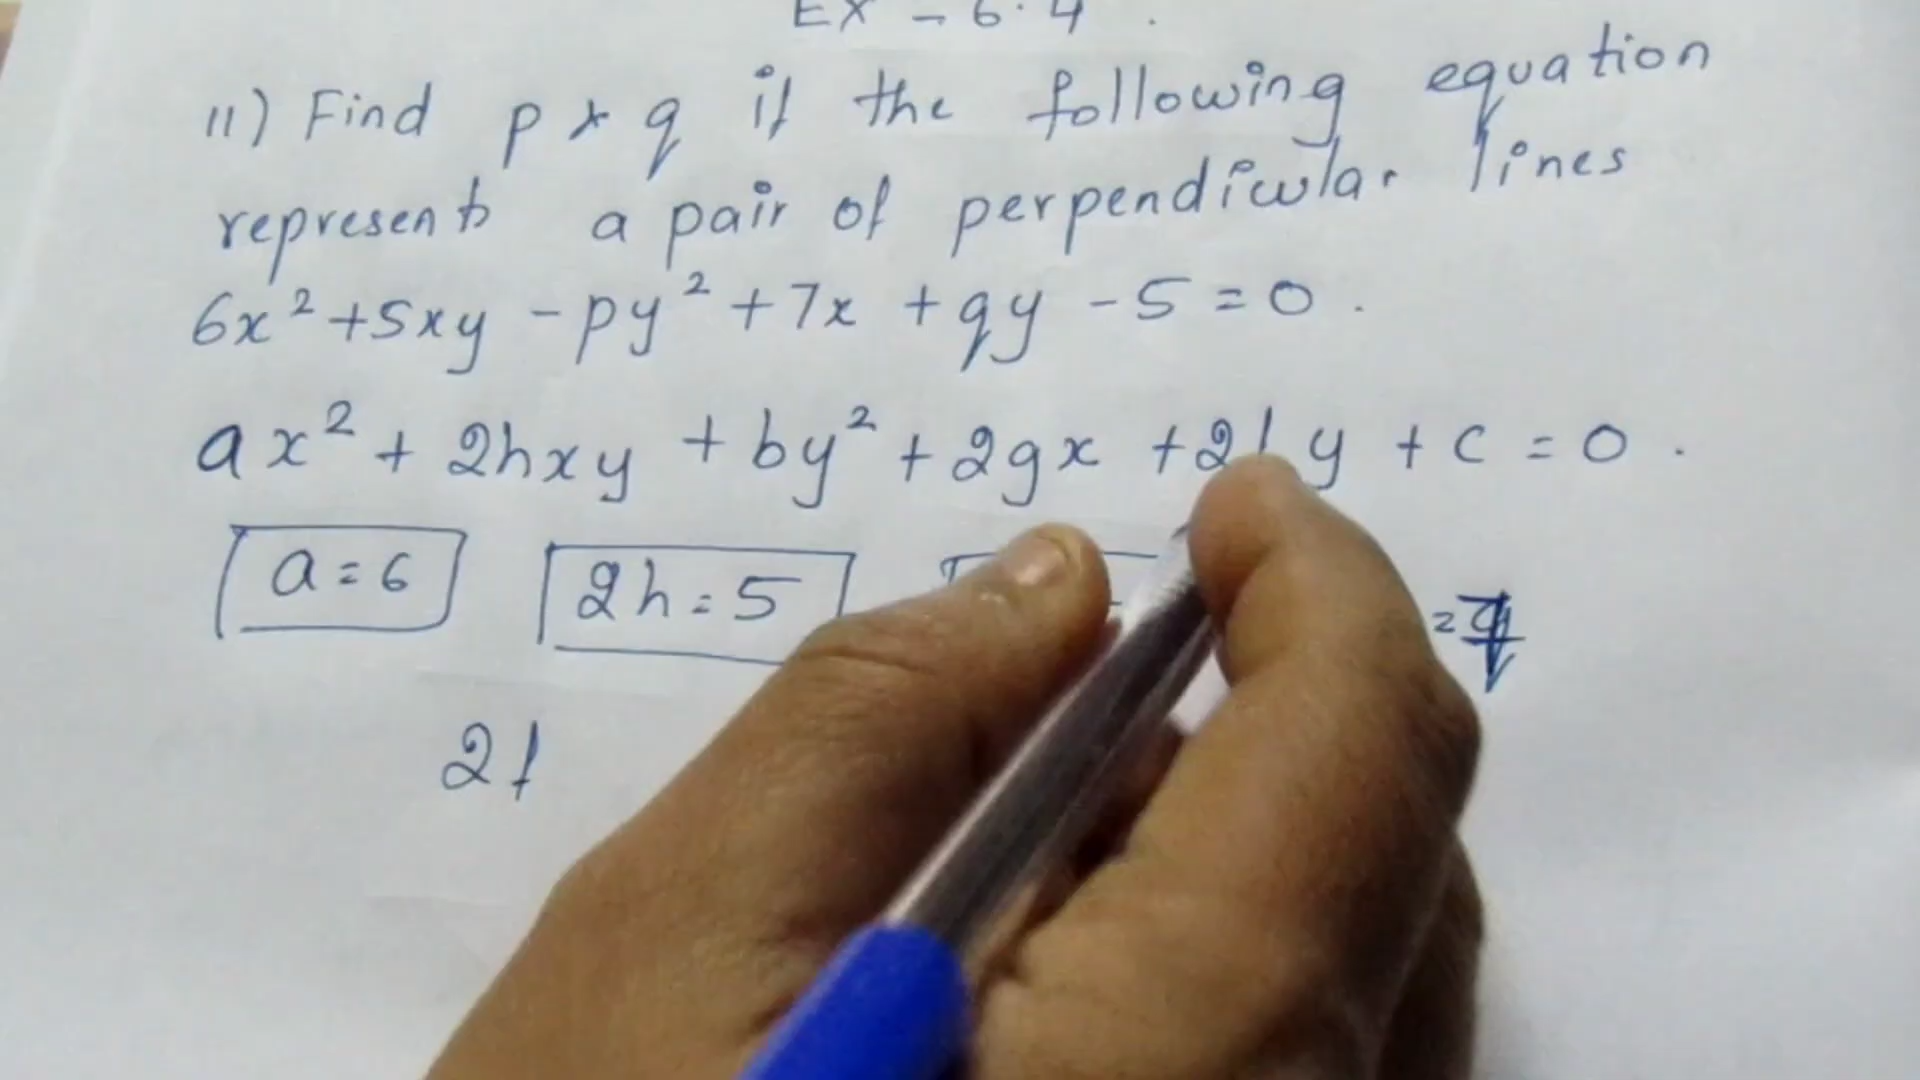 Ex - 6.4.
11) Find p & q if the following equation
represents a pair of perpendicular lines
6x² + 5xy - py² + 7x + qy - 5 = 0.
ax² + 2hxy + by² + 2gx + 2fy + c = 0.
a = 6 2h = 5 =
2f